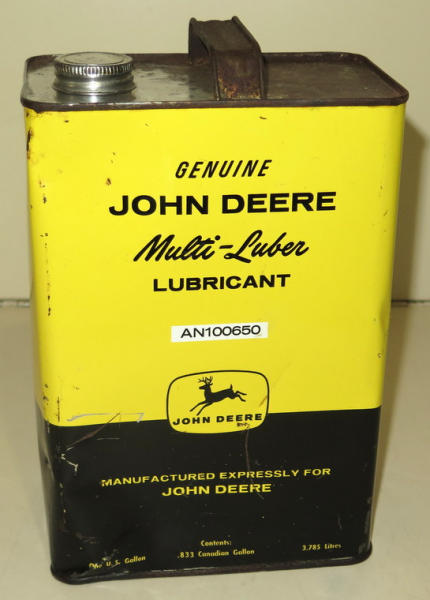 GENUINE
JOHN DEERE
Multi-Luber
LUBRICANT
AN100650
JOHN DEERE
MANUFACTURED EXPRESSLY FOR
JOHN DEERE
Contents:
U.S. Gallon .833 Canadian Gallon 3.785 Litres